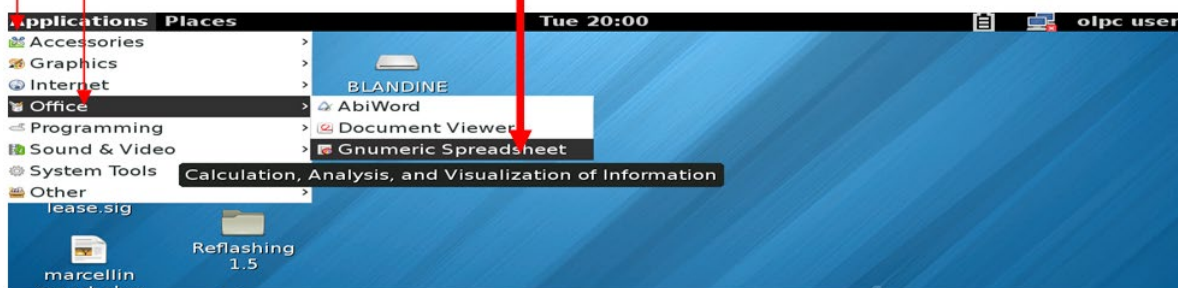 Applications Places Tue 20:00 olpc user
Accessories
Graphics
Internet
BLANDINE
Office
AbiWord
Programming
Document Viewer
Sound & Video
Gnumeric Spreadsheet
System Tools
Calculation, Analysis, and Visualization of Information
Other
lease.sig
Reflashing
1.5
marcellin